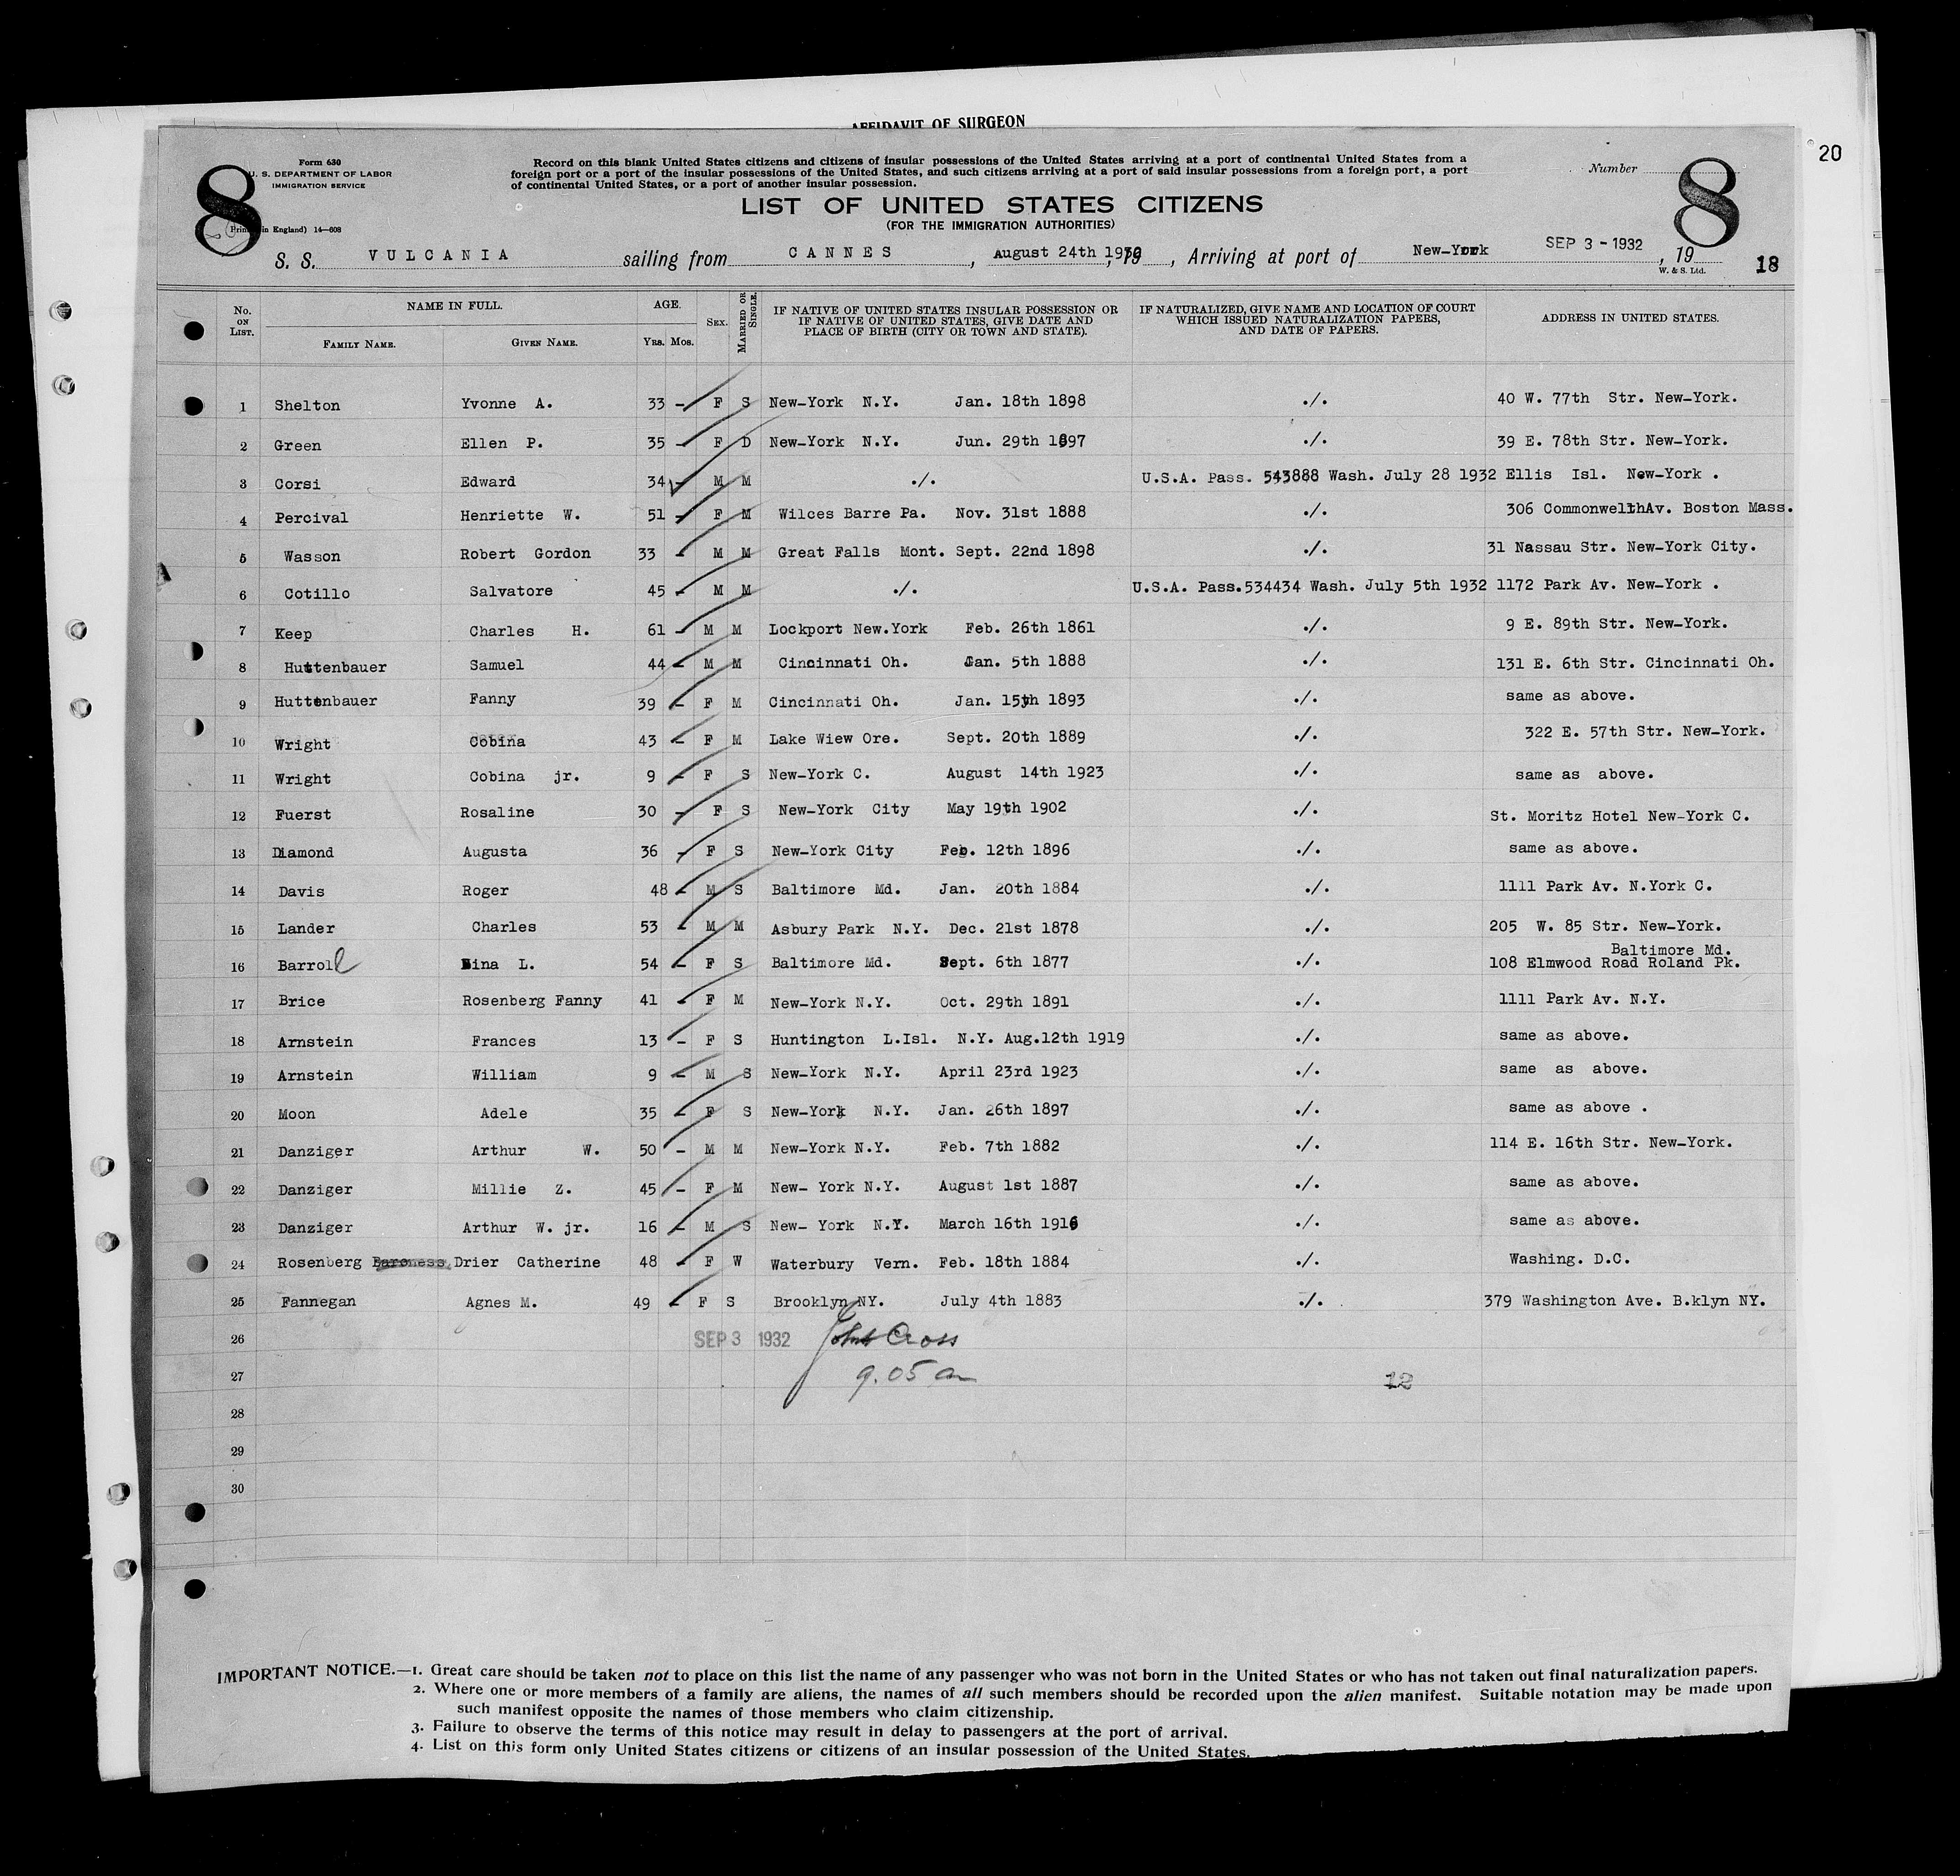 AFFIDAVIT OF SURGEON
20
8
8
Form 630
U. S. DEPARTMENT OF LABOR
IMMIGRATION SERVICE
in England) 14—608
Record on this blank United States citizens and citizens of insular possessions of the United States arriving at a port of continental United States from a
foreign port or a port of the insular possessions of the United States, and such citizens arriving at a port of said insular possessions from a foreign port, a port
of continental United States, or a port of another insular possession.
Number
LIST OF UNITED STATES CITIZENS
(FOR THE IMMIGRATION AUTHORITIES)
S. S. VULCANIA sailing from CANNES, August 24th 1932, 19 , Arriving at port of New-York SEP 3 - 1932, 19
W. & S. Ltd.
18
No. ON LIST. NAME IN FULL. FAMILY NAME. GIVEN NAME. AGE. YRS. MOS. SEX. MARRIED OR SINGLE. IF NATIVE OF UNITED STATES INSULAR POSSESSION OR IF NATIVE OF UNITED STATES, GIVE DATE AND PLACE OF BIRTH (CITY OR TOWN AND STATE). IF NATURALIZED, GIVE NAME AND LOCATION OF COURT WHICH ISSUED NATURALIZATION PAPERS, AND DATE OF PAPERS. ADDRESS IN UNITED STATES.
1 Shelton Yvonne A. 33 - F S New-York N.Y. Jan. 18th 1898 ./. 40 W. 77th Str. New-York.
2 Green Ellen P. 35 - F D New-York N.Y. Jun. 29th 1897 ./. 39 E. 78th Str. New-York.
3 Corsi Edward 34 - M M ./. U.S.A. Pass. 543888 Wash. July 28 1932 Ellis Isl. New-York .
4 Percival Henriette W. 51 - F M Wilces Barre Pa. Nov. 31st 1888 ./. 306 CommonwelthAv. Boston Mass.
5 Wasson Robert Gordon 33 - M M Great Falls Mont. Sept. 22nd 1898 ./. 31 Nassau Str. New-York City.
6 Cotillo Salvatore 45 - M M ./. U.S.A. Pass.534434 Wash. July 5th 1932 1172 Park Av. New-York .
7 Keep Charles H. 61 - M M Lockport New.York Feb. 26th 1861 ./. 9 E. 89th Str. New-York.
8 Huttenbauer Samuel 44 - M M Cincinnati Oh. Jan. 5th 1888 ./. 131 E. 6th Str. Cincinnati Oh.
9 Huttenbauer Fanny 39 - F M Cincinnati Oh. Jan. 15th 1893 ./. same as above.
10 Wright Cobina 43 - F M Lake Wiew Ore. Sept. 20th 1889 ./. 322 E. 57th Str. New-York.
11 Wright Cobina jr. 9 - F S New-York C. August 14th 1923 ./. same as above.
12 Fuerst Rosaline 30 - F S New-York City May 19th 1902 ./. St. Moritz Hotel New-York C.
13 Diamond Augusta 36 - F S New-York City Feb. 12th 1896 ./. same as above.
14 Davis Roger 48 - M S Baltimore Md. Jan. 20th 1884 ./. 1111 Park Av. N.York C.
15 Lander Charles 53 - M M Asbury Park N.Y. Dec. 21st 1878 ./. 205 W. 85 Str. New-York.
Baltimore Md.
16 Barroll Lina L. 54 - F S Baltimore Md. Sept. 6th 1877 ./. 108 Elmwood Road Roland Pk.
17 Brice Rosenberg Fanny 41 - F M New-York N.Y. Oct. 29th 1891 ./. 1111 Park Av. N.Y.
18 Arnstein Frances 13 - F S Huntington L.Isl. N.Y. Aug.12th 1919 ./. same as above.
19 Arnstein William 9 - M S New-York N.Y. April 23rd 1923 ./. same as above.
20 Moon Adele 35 - F S New-York N.Y. Jan. 26th 1897 ./. same as above .
21 Danziger Arthur W. 50 - M M New-York N.Y. Feb. 7th 1882 ./. 114 E. 16th Str. New-York.
22 Danziger Millie Z. 45 - F M New- York N.Y. August 1st 1887 ./. same as above.
23 Danziger Arthur W. jr. 16 - M S New- York N.Y. March 16th 1916 ./. same as above.
24 Rosenberg Baroness Drier Catherine 48 - F W Waterbury Vern. Feb. 18th 1884 ./. Washing. D.C.
25 Fannegan Agnes M. 49 - F S Brooklyn NY. July 4th 1883 ./. 379 Washington Ave. B.klyn NY.
26 SEP 3 1932 John Cross
27 9.05 am 12
28
29
30
IMPORTANT NOTICE.—1. Great care should be taken not to place on this list the name of any passenger who was not born in the United States or who has not taken out final naturalization papers.
2. Where one or more members of a family are aliens, the names of all such members should be recorded upon the alien manifest. Suitable notation may be made upon
such manifest opposite the names of those members who claim citizenship.
3. Failure to observe the terms of this notice may result in delay to passengers at the port of arrival.
4. List on this form only United States citizens or citizens of an insular possession of the United States.